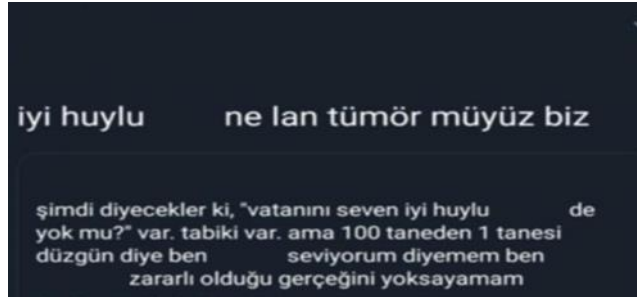 iyi huylu ne lan tümör müyüz biz
şimdi diyecekler ki, "vatanını seven iyi huylu de
yok mu?" var. tabiki var. ama 100 taneden 1 tanesi
düzgün diye ben seviyorum diyemem ben
zararlı olduğu gerçeğini yoksayamam